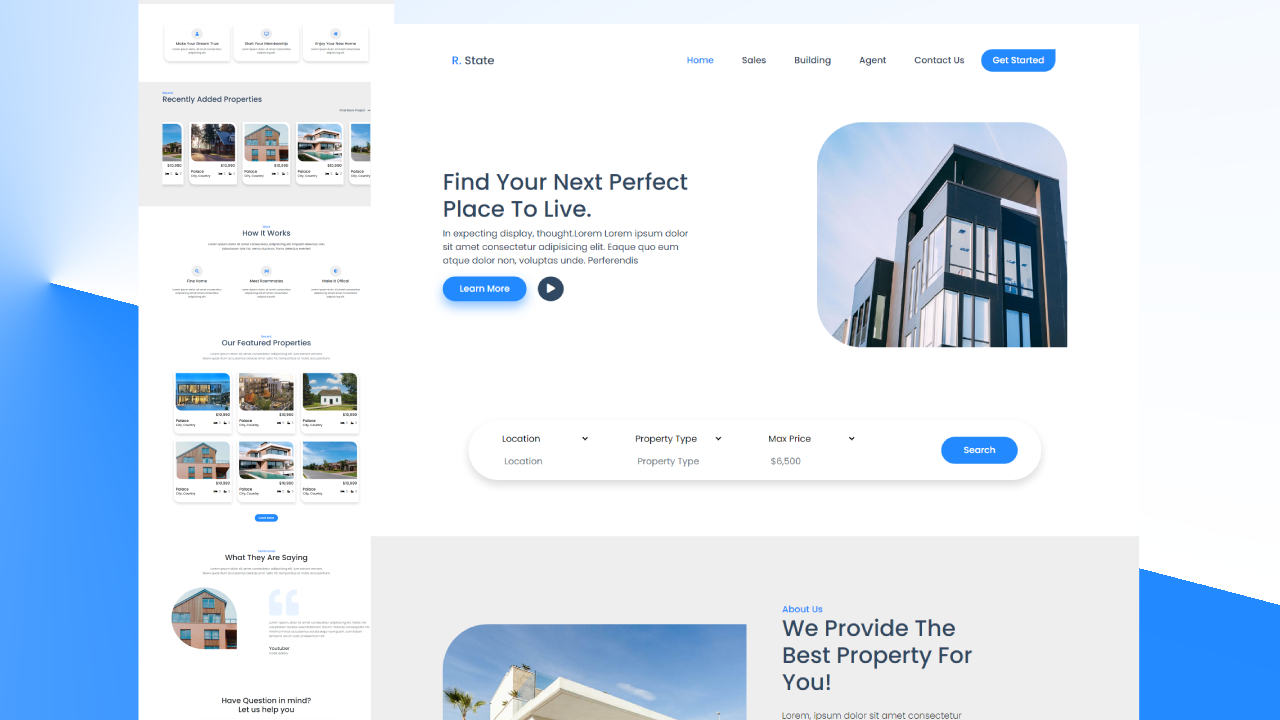 Make Your Dream True
Start Your Membership
Enjoy Your New Home
Recent
Recently Added Properties
$10,990
$10,990
$10,990
$10,990
Palace
City, Country
Palace
City, Country
Palace
City, Country
Palace
City, Country
How It Works
Fine Home
Meet Roommates
Make it Offical
Our Featured Properties
$10,990
$10,990
$10,990
Palace
City, Country
Palace
City, Country
Palace
City, Country
$10,990
$10,990
$10,990
Palace
City, Country
Palace
City, Country
Palace
City, Country
What They Are Saying
Youtuber
Have Question in mind?
Let us help you
R. State
Home
Sales
Building
Agent
Contact Us
Get Started
Find Your Next Perfect
Place To Live.
In expecting display, thought.Lorem Lorem ipsum dolor
sit amet consectetur adipisicing elit. Eaque quo eum
atque dolor non, voluptas unde. Perferendis
Learn More
Location
Property Type
Max Price
Location
Property Type
$6,500
Search
About Us
We Provide The
Best Property For
You!
Lorem, ipsum dolor sit amet consectetur